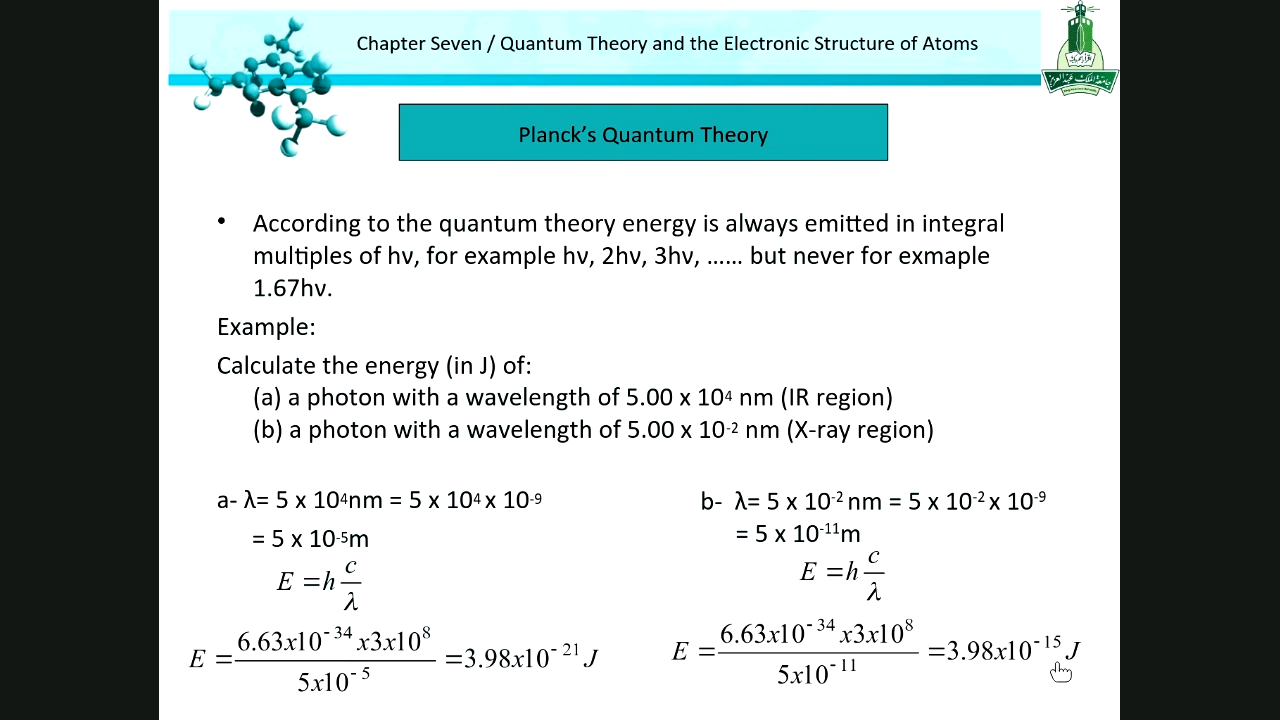 Chapter Seven / Quantum Theory and the Electronic Structure of Atoms
جامعة الملك عبدالعزيز
Planck’s Quantum Theory
• According to the quantum theory energy is always emitted in integral
multiples of hν, for example hν, 2hν, 3hν, …… but never for exmaple
1.67hν.
Example:
Calculate the energy (in J) of:
(a) a photon with a wavelength of 5.00 x 10⁴ nm (IR region)
(b) a photon with a wavelength of 5.00 x 10⁻² nm (X-ray region)
a- λ= 5 x 10⁴nm = 5 x 10⁴ x 10⁻⁹
= 5 x 10⁻⁵m
E = h c/λ
E = 6.63x10⁻³⁴ x3x10⁸ / 5x10⁻⁵ = 3.98x10⁻²¹ J
b- λ= 5 x 10⁻² nm = 5 x 10⁻² x 10⁻⁹
= 5 x 10⁻¹¹m
E = h c/λ
E = 6.63x10⁻³⁴ x3x10⁸ / 5x10⁻¹¹ = 3.98x10⁻¹⁵ J